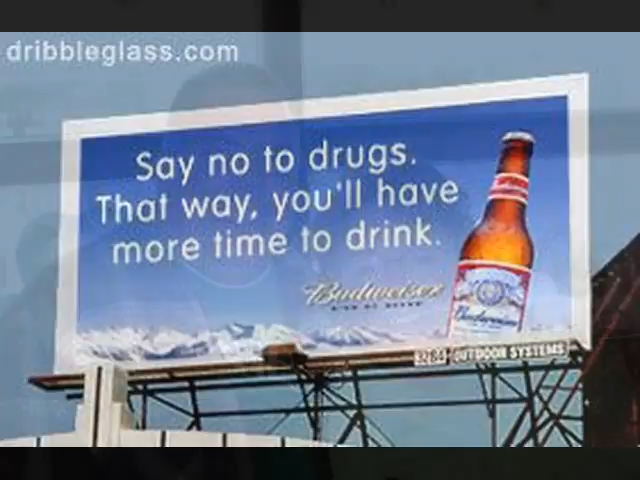 dribbleglass.com
Say no to drugs.
That way, you'll have
more time to drink.
Budweiser
Budweiser
OUTDOOR SYSTEMS